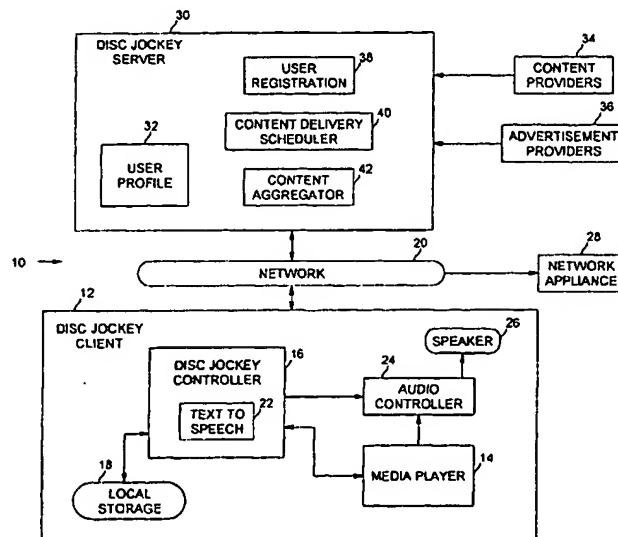 30
DISC JOCKEY
SERVER
38
USER
REGISTRATION
34
CONTENT
PROVIDERS
40
CONTENT DELIVERY
SCHEDULER
36
ADVERTISEMENT
PROVIDERS
32
USER
PROFILE
42
CONTENT
AGGREGATOR
10
20
NETWORK
28
NETWORK
APPLIANCE
12
DISC JOCKEY
CLIENT
26
SPEAKER
16
DISC JOCKEY
CONTROLLER
24
AUDIO
CONTROLLER
22
TEXT TO
SPEECH
14
MEDIA PLAYER
18
LOCAL
STORAGE